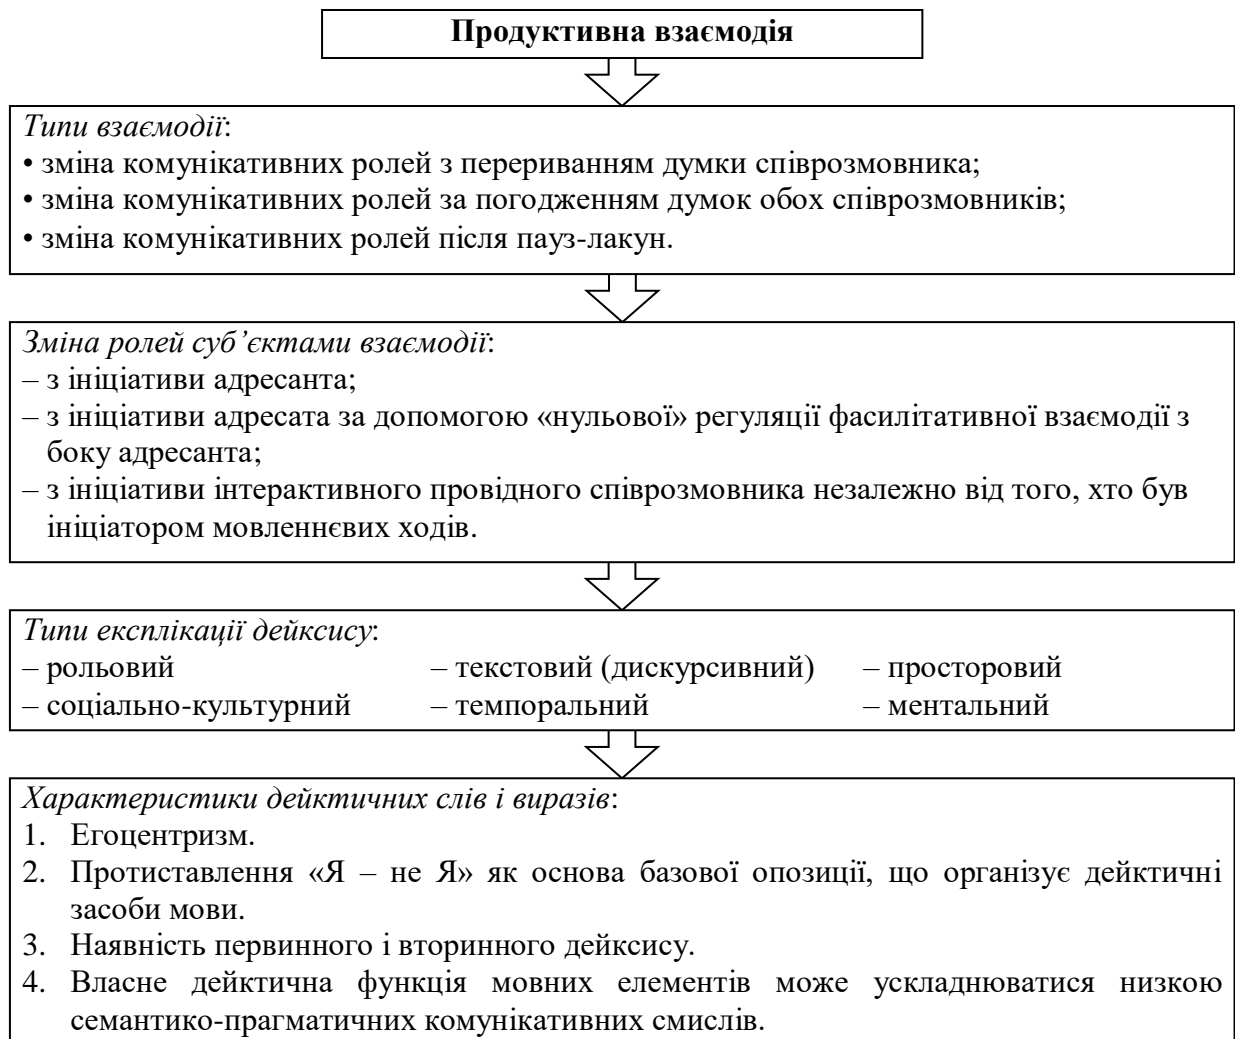 Продуктивна взаємодія
Типи взаємодії:
• зміна комунікативних ролей з перериванням думки співрозмовника;
• зміна комунікативних ролей за погодженням думок обох співрозмовників;
• зміна комунікативних ролей після пауз-лакун.
Зміна ролей суб’єктами взаємодії:
– з ініціативи адресанта;
– з ініціативи адресата за допомогою «нульової» регуляції фасилітативної взаємодії з
боку адресанта;
– з ініціативи інтерактивного провідного співрозмовника незалежно від того, хто був
ініціатором мовленнєвих ходів.
Типи експлікації дейксису:
– рольовий – текстовий (дискурсивний) – просторовий
– соціально-культурний – темпоральний – ментальний
Характеристики дейктичних слів і виразів:
1. Егоцентризм.
2. Протиставлення «Я – не Я» як основа базової опозиції, що організує дейктичні
засоби мови.
3. Наявність первинного і вторинного дейксису.
4. Власне дейктична функція мовних елементів може ускладнюватися низкою
семантико-прагматичних комунікативних смислів.